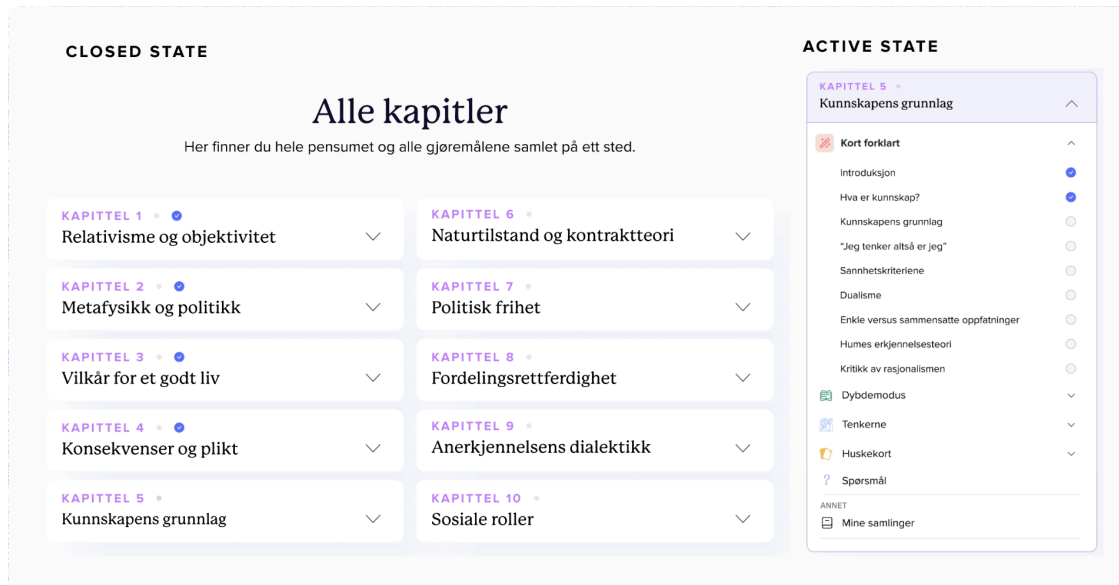 CLOSED STATE
Alle kapitler
Her finner du hele pensumet og alle gjøremålene samlet på ett sted.
KAPITTEL 1
Relativisme og objektivitet
KAPITTEL 2
Metafysikk og politikk
KAPITTEL 3
Vilkår for et godt liv
KAPITTEL 4
Konsekvenser og plikt
KAPITTEL 5
Kunnskapens grunnlag
KAPITTEL 6
Naturtilstand og kontraktteori
KAPITTEL 7
Politisk frihet
KAPITTEL 8
Fordelingsrettferdighet
KAPITTEL 9
Anerkjennelsens dialektikk
KAPITTEL 10
Sosiale roller
ACTIVE STATE
KAPITTEL 5
Kunnskapens grunnlag
Kort forklart
Introduksjon
Hva er kunnskap?
Kunnskapens grunnlag
“Jeg tenker altså er jeg”
Sannhetskriteriene
Dualisme
Enkle versus sammensatte oppfatninger
Humes erkjennelsesteori
Kritikk av rasjonalismen
Dybdemodus
Tenkerne
Huskekort
? Spørsmål
ANNET
Mine samlinger